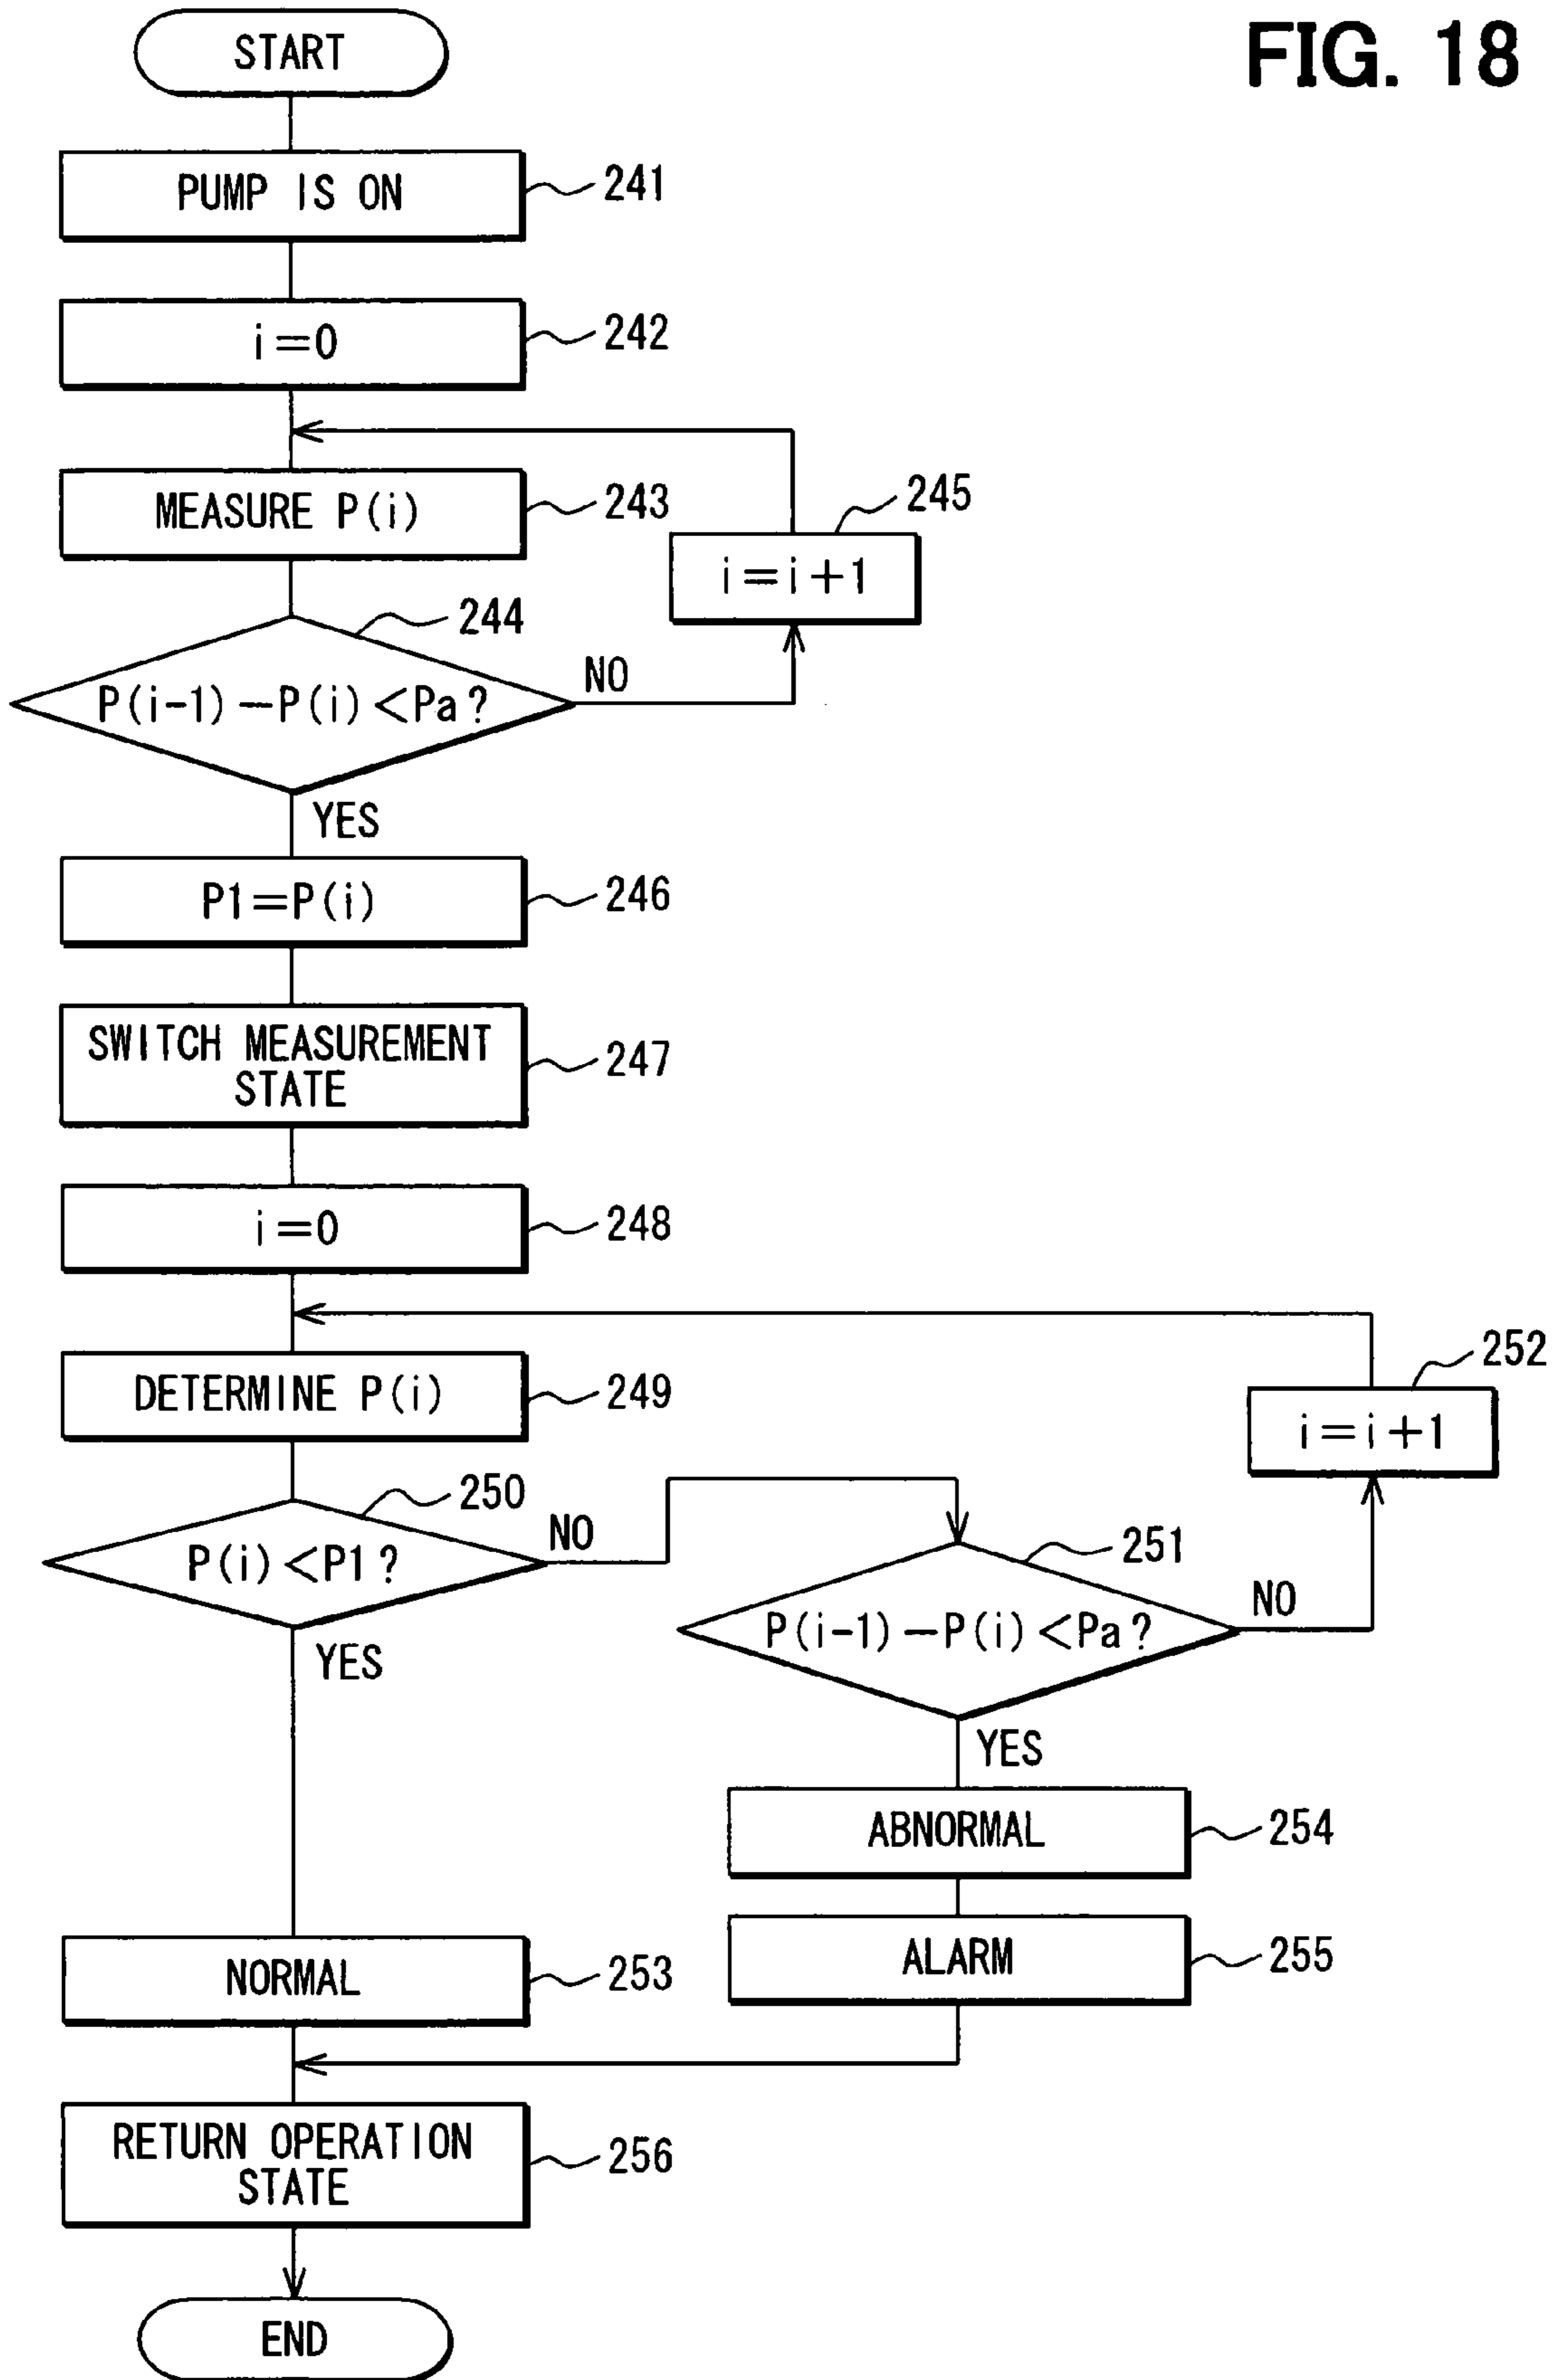 FIG. 18
START
PUMP IS ON
241
i=0
242
MEASURE P(i)
243
245
i=i+1
244
P(i-1)-P(i)<Pa?
NO
YES
P1=P(i)
246
SWITCH MEASUREMENT
STATE
247
i=0
248
DETERMINE P(i)
249
252
i=i+1
250
P(i)<P1?
NO
YES
251
P(i-1)-P(i)<Pa?
NO
YES
ABNORMAL
254
ALARM
255
NORMAL
253
RETURN OPERATION
STATE
256
END